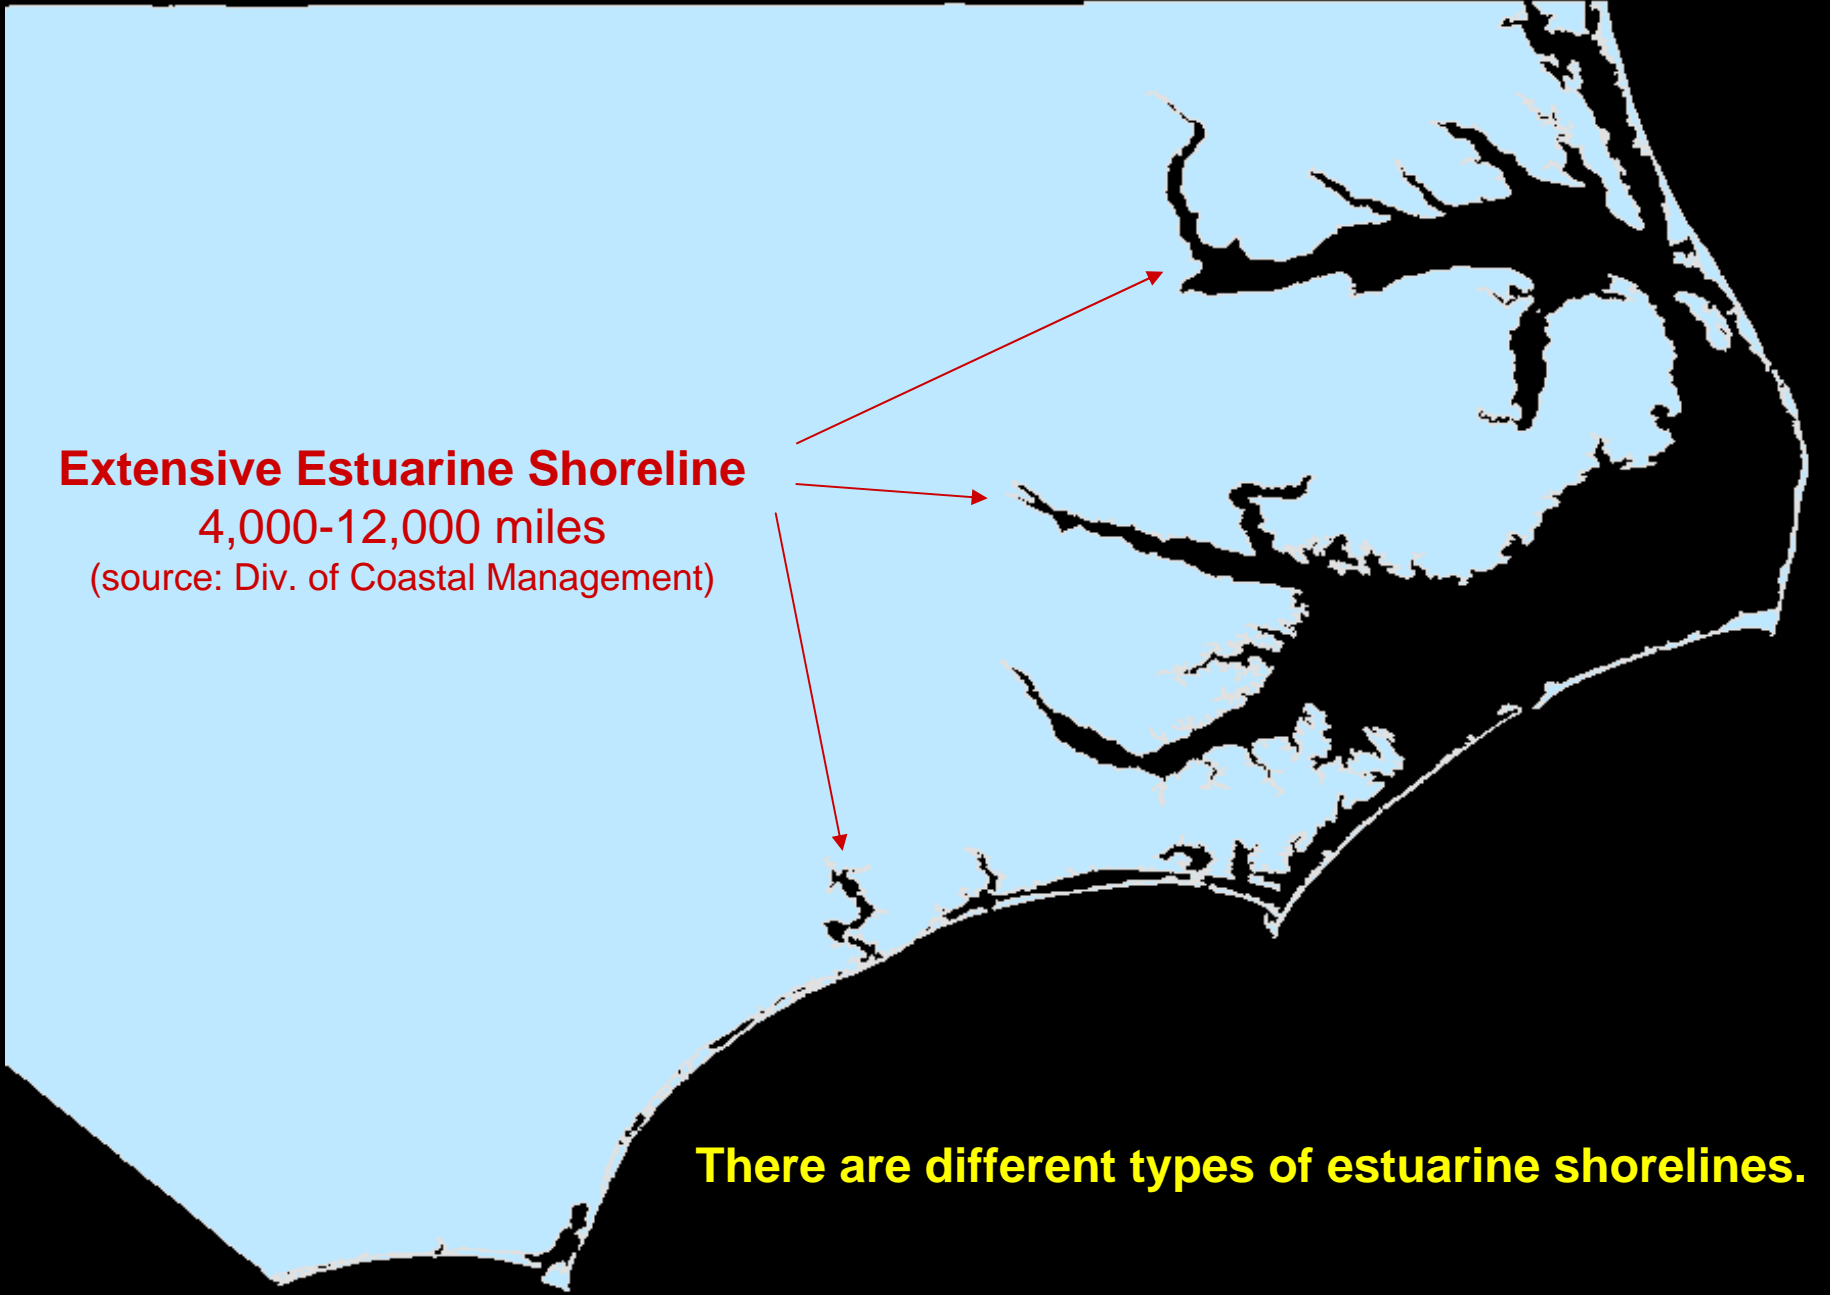 Extensive Estuarine Shoreline
4,000-12,000 miles
(source: Div. of Coastal Management)
There are different types of estuarine shorelines.